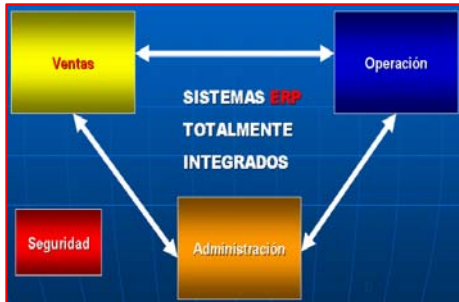 Ventas
Operación
SISTEMAS ERP
TOTALMENTE
INTEGRADOS
Seguridad
Administración